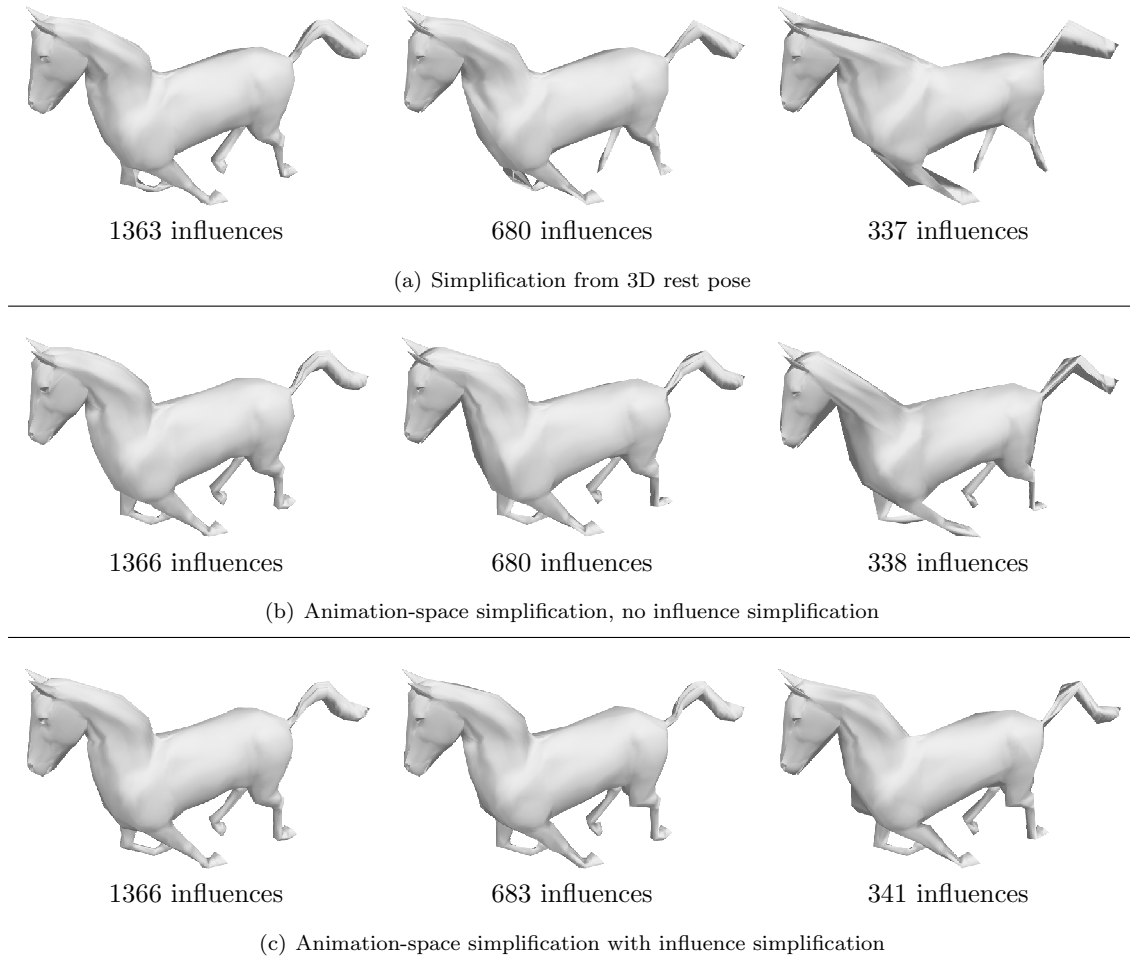 1363 influences
680 influences
337 influences
(a) Simplification from 3D rest pose
1366 influences
680 influences
338 influences
(b) Animation-space simplification, no influence simplification
1366 influences
683 influences
341 influences
(c) Animation-space simplification with influence simplification